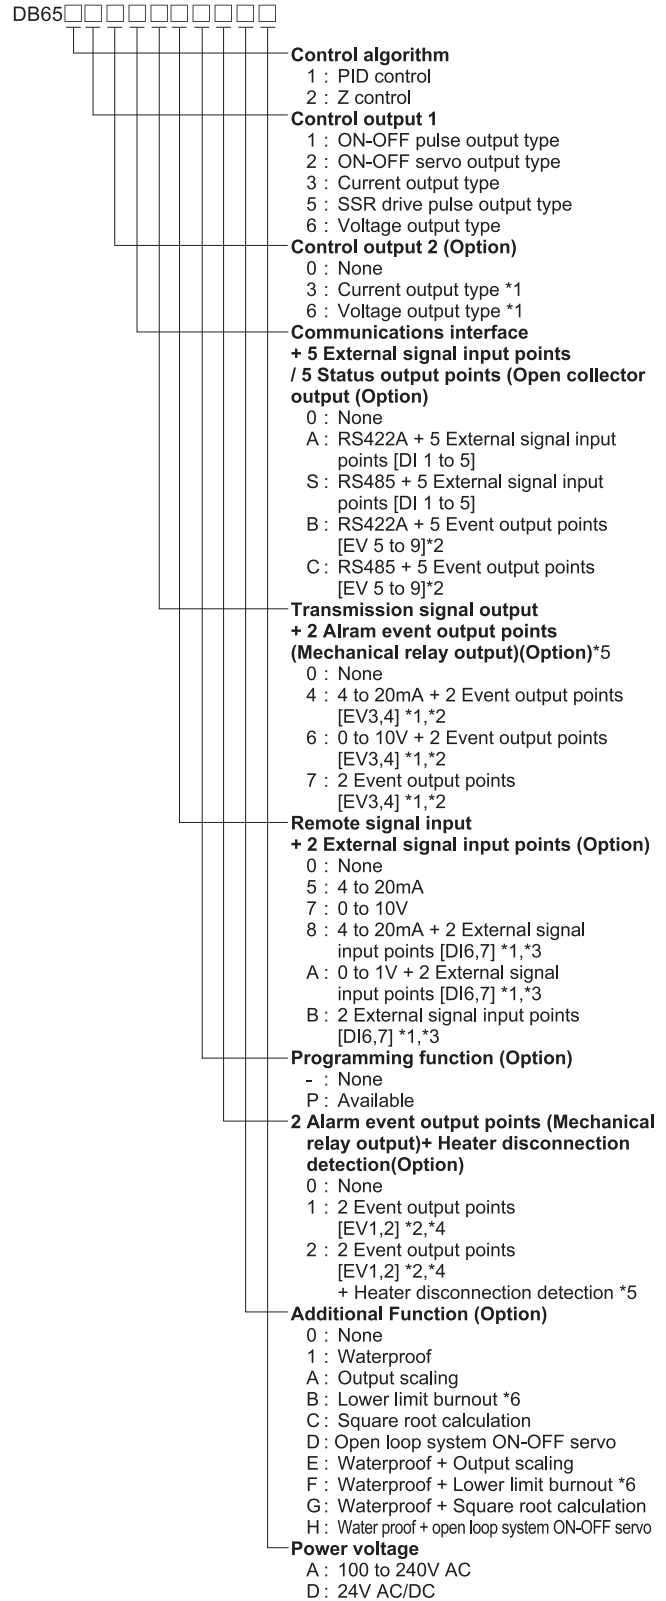 DB65□□□□□□□□□□
Control algorithm
1 : PID control
2 : Z control
Control output 1
1 : ON-OFF pulse output type
2 : ON-OFF servo output type
3 : Current output type
5 : SSR drive pulse output type
6 : Voltage output type
Control output 2 (Option)
0 : None
3 : Current output type *1
6 : Voltage output type *1
Communications interface
+ 5 External signal input points
/ 5 Status output points (Open collector
output (Option)
0 : None
A : RS422A + 5 External signal input
points [DI 1 to 5]
S : RS485 + 5 External signal input
points [DI 1 to 5]
B : RS422A + 5 Event output points
[EV 5 to 9]*2
C : RS485 + 5 Event output points
[EV 5 to 9]*2
Transmission signal output
+ 2 Alram event output points
(Mechanical relay output)(Option)*5
0 : None
4 : 4 to 20mA + 2 Event output points
[EV3,4] *1,*2
6 : 0 to 10V + 2 Event output points
[EV3,4] *1,*2
7 : 2 Event output points
[EV3,4] *1,*2
Remote signal input
+ 2 External signal input points (Option)
0 : None
5 : 4 to 20mA
7 : 0 to 10V
8 : 4 to 20mA + 2 External signal
input points [DI6,7] *1,*3
A : 0 to 1V + 2 External signal
input points [DI6,7] *1,*3
B : 2 External signal input points
[DI6,7] *1,*3
Programming function (Option)
- : None
P : Available
2 Alarm event output points (Mechanical
relay output)+ Heater disconnection
detection(Option)
0 : None
1 : 2 Event output points
[EV1,2] *2,*4
2 : 2 Event output points
[EV1,2] *2,*4
+ Heater disconnection detection *5
Additional Function (Option)
0 : None
1 : Waterproof
A : Output scaling
B : Lower limit burnout *6
C : Square root calculation
D : Open loop system ON-OFF servo
E : Waterproof + Output scaling
F : Waterproof + Lower limit burnout *6
G : Waterproof + Square root calculation
H : Water proof + open loop system ON-OFF servo
Power voltage
A : 100 to 240V AC
D : 24V AC/DC